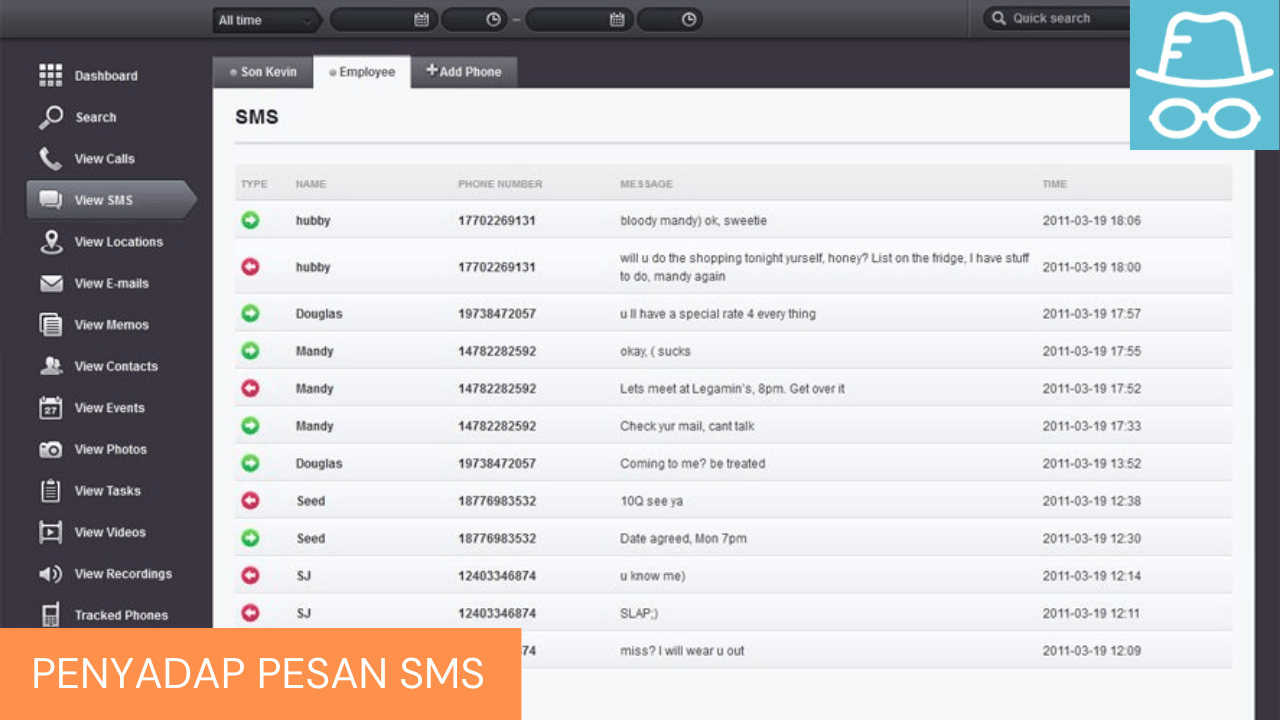 All time
–
Quick search
Dashboard
Search
View Calls
View SMS
View Locations
View E-mails
View Memos
View Contacts
27
View Events
View Photos
View Tasks
View Videos
View Recordings
Tracked Phones
Son Kevin
Employee
+Add Phone
SMS
TYPE NAME PHONE NUMBER MESSAGE TIME
hubby 17702269131 bloody mandy) ok, sweetie 2011-03-19 18:06
hubby 17702269131 will u do the shopping tonight yurself, honey? List on the fridge, I have stuff
to do, mandy again 2011-03-19 18:00
Douglas 19738472057 u ll have a special rate 4 every thing 2011-03-19 17:57
Mandy 14782282592 okay, ( sucks 2011-03-19 17:55
Mandy 14782282592 Lets meet at Legamin's, 8pm. Get over it 2011-03-19 17:52
Mandy 14782282592 Check yur mail, cant talk 2011-03-19 17:33
Douglas 19738472057 Coming to me? be treated 2011-03-19 13:52
Seed 18776983532 10Q see ya 2011-03-19 12:38
Seed 18776983532 Date agreed, Mon 7pm 2011-03-19 12:30
SJ 12403346874 u know me) 2011-03-19 12:14
SJ 12403346874 SLAP;) 2011-03-19 12:11
74 miss? I will wear u out 2011-03-19 12:09
PENYADAP PESAN SMS